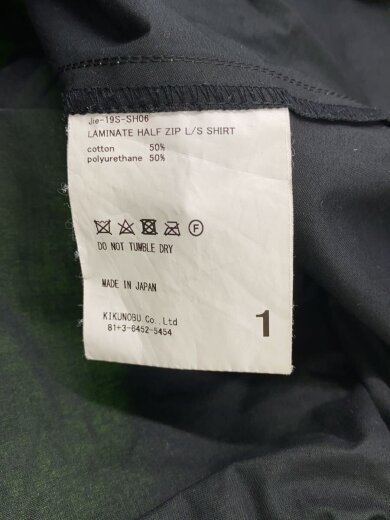 Jie-19S-SH06
LAMINATE HALF ZIP L/S SHIRT
cotton 50%
polyurethane 50%
F
DO NOT TUMBLE DRY
MADE IN JAPAN
KIKUNOBU Co., Ltd
81+3-6452-5454
1